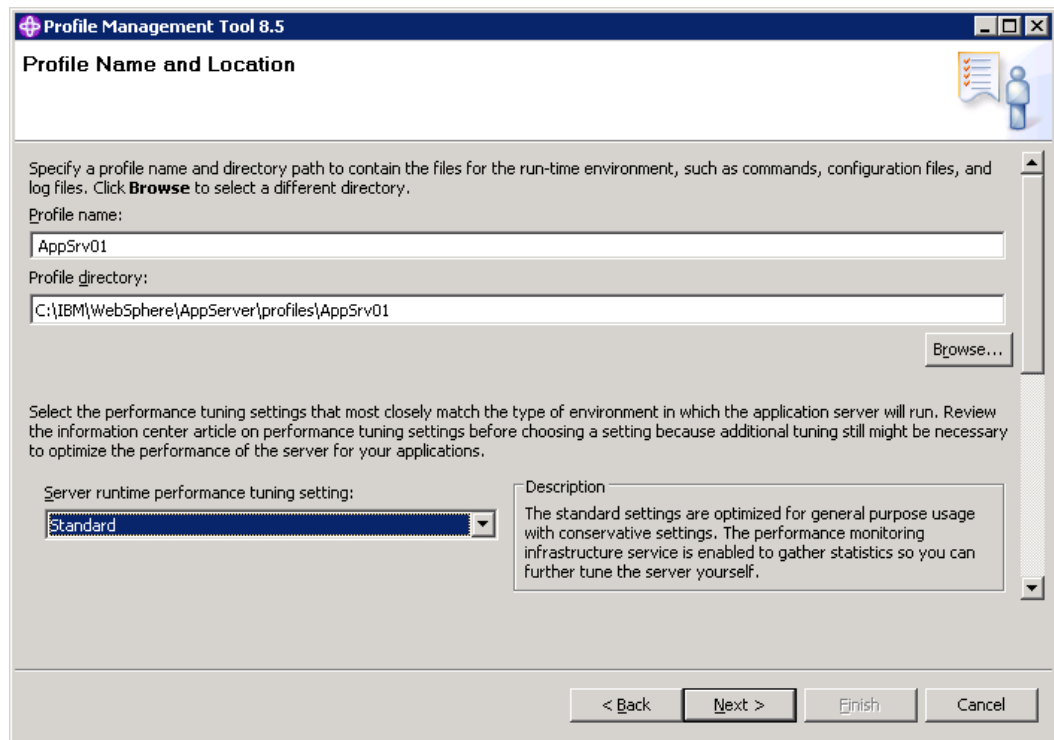 Profile Management Tool 8.5
Profile Name and Location
Specify a profile name and directory path to contain the files for the run-time environment, such as commands, configuration files, and
log files. Click Browse to select a different directory.
Profile name:
AppSrv01
Profile directory:
C:\IBM\WebSphere\AppServer\profiles\AppSrv01
Browse...
Select the performance tuning settings that most closely match the type of environment in which the application server will run. Review
the information center article on performance tuning settings before choosing a setting because additional tuning still might be necessary
to optimize the performance of the server for your applications.
Server runtime performance tuning setting:
Standard
Description
The standard settings are optimized for general purpose usage
with conservative settings. The performance monitoring
infrastructure service is enabled to gather statistics so you can
further tune the server yourself.
< Back
Next >
Finish
Cancel